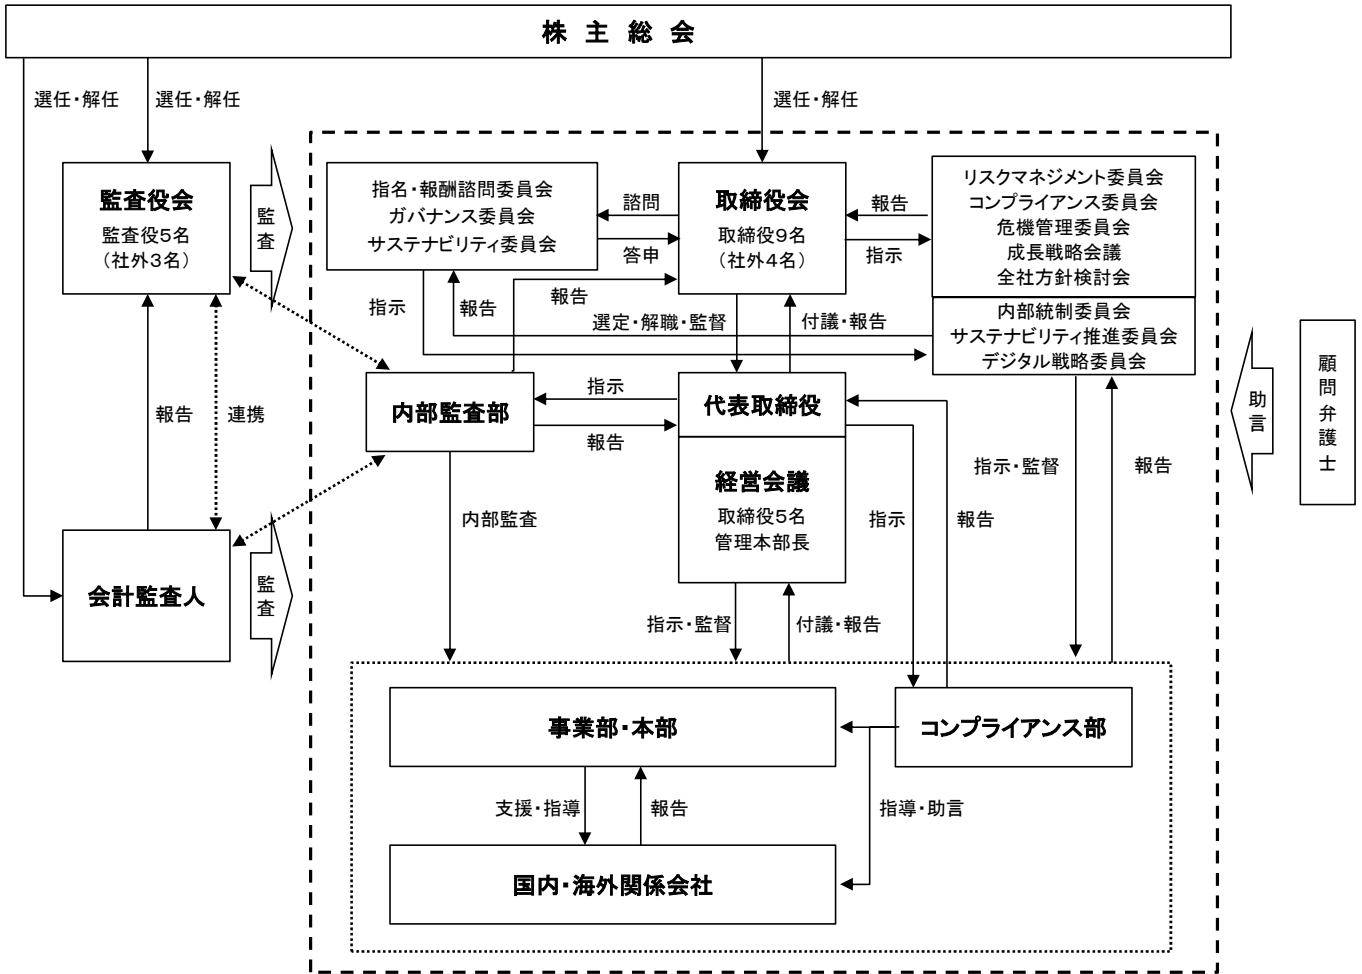 株主総会
選任・解任
選任・解任
選任・解任
監査役会
監査役5名
（社外3名）
監査
指名・報酬諮問委員会
ガバナンス委員会
サステナビリティ委員会
諮問
答申
取締役会
取締役9名
（社外4名）
報告
指示
リスクマネジメント委員会
コンプライアンス委員会
危機管理委員会
成長戦略会議
全社方針検討会
内部統制委員会
サステナビリティ推進委員会
デジタル戦略委員会
指示
報告
報告
選定・解職・監督
付議・報告
顧問弁護士
助言
内部監査部
指示
報告
代表取締役
経営会議
取締役5名
管理本部長
報告
連携
内部監査
指示
報告
指示・監督
報告
会計監査人
監査
指示・監督
付議・報告
事業部・本部
コンプライアンス部
支援・指導
報告
指導・助言
国内・海外関係会社